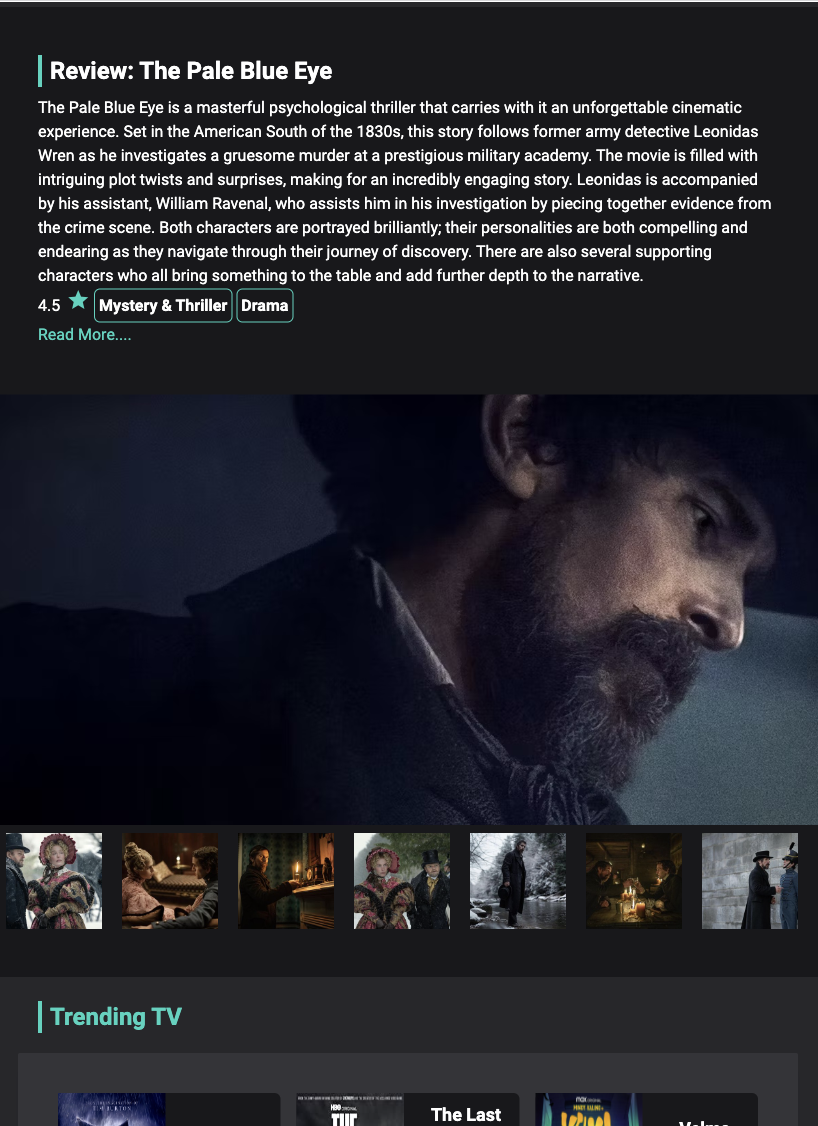 Review: The Pale Blue Eye
The Pale Blue Eye is a masterful psychological thriller that carries with it an unforgettable cinematic
experience. Set in the American South of the 1830s, this story follows former army detective Leonidas
Wren as he investigates a gruesome murder at a prestigious military academy. The movie is filled with
intriguing plot twists and surprises, making for an incredibly engaging story. Leonidas is accompanied
by his assistant, William Ravenal, who assists him in his investigation by piecing together evidence from
the crime scene. Both characters are portrayed brilliantly; their personalities are both compelling and
endearing as they navigate through their journey of discovery. There are also several supporting
characters who all bring something to the table and add further depth to the narrative.
4.5 Mystery & Thriller Drama
Read More....
Trending TV
HBO ORIGINAL
The Last
max ORIGINAL